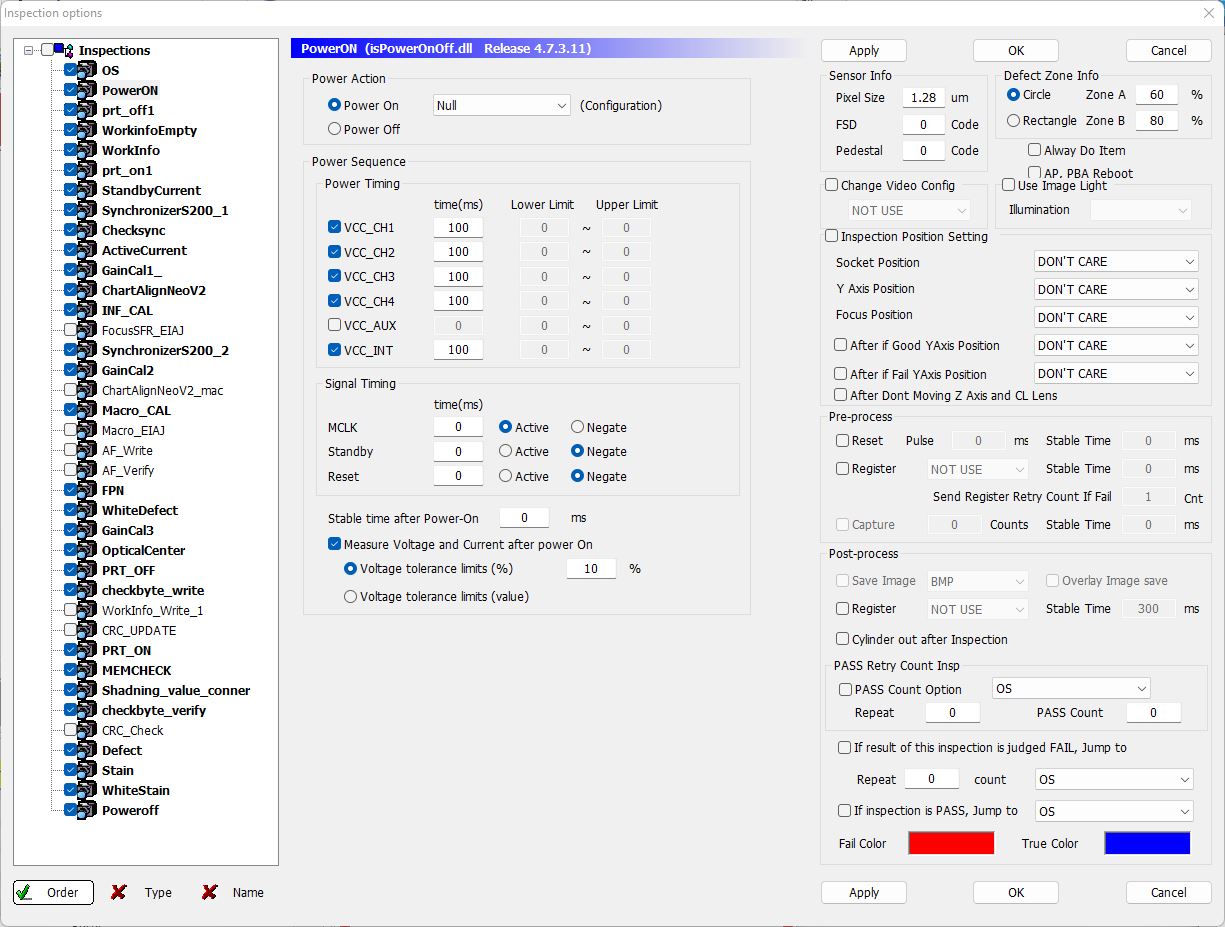 Inspection options
Inspections
OS
PowerON
prt_off1
WorkinfoEmpty
WorkInfo
prt_on1
StandbyCurrent
SynchronizerS200_1
Checksync
ActiveCurrent
GainCal1_
ChartAlignNeoV2
INF_CAL
FocusSFR_EIAJ
SynchronizerS200_2
GainCal2
ChartAlignNeoV2_mac
Macro_CAL
Macro_EIAJ
AF_Write
AF_Verify
FPN
WhiteDefect
GainCal3
OpticalCenter
PRT_OFF
checkbyte_write
WorkInfo_Write_1
CRC_UPDATE
PRT_ON
MEMCHECK
Shadning_value_conner
checkbyte_verify
CRC_Check
Defect
Stain
WhiteStain
Poweroff
Order Type Name
PowerON (isPowerOnOff.dll Release 4.7.3.11)
Power Action
Power On Null (Configuration)
Power Off
Power Sequence
Power Timing
time(ms) Lower Limit Upper Limit
VCC_CH1 100 0 ~ 0
VCC_CH2 100 0 ~ 0
VCC_CH3 100 0 ~ 0
VCC_CH4 100 0 ~ 0
VCC_AUX 0 0 ~ 0
VCC_INT 100 0 ~ 0
Signal Timing
time(ms)
MCLK 0 Active Negate
Standby 0 Active Negate
Reset 0 Active Negate
Stable time after Power-On 0 ms
Measure Voltage and Current after power On
Voltage tolerance limits (%) 10 %
Voltage tolerance limits (value)
Apply OK Cancel
Sensor Info
Pixel Size 1.28 um
FSD 0 Code
Pedestal 0 Code
Defect Zone Info
Circle Zone A 60 %
Rectangle Zone B 80 %
Alway Do Item
AP, PBA Reboot
Change Video Config
NOT USE
Use Image Light
Illumination
Inspection Position Setting
Socket Position DON'T CARE
Y Axis Position DON'T CARE
Focus Position DON'T CARE
After if Good YAxis Position DON'T CARE
After if Fail YAxis Position DON'T CARE
After Dont Moving Z Axis and CL Lens
Pre-process
Reset Pulse 0 ms Stable Time 0 ms
Register NOT USE Stable Time 0 ms
Send Register Retry Count If Fail 1 Cnt
Capture 0 Counts Stable Time 0 ms
Post-process
Save Image BMP Overlay Image save
Register NOT USE Stable Time 300 ms
Cylinder out after Inspection
PASS Retry Count Insp
PASS Count Option OS
Repeat 0 PASS Count 0
If result of this inspection is judged FAIL, Jump to
Repeat 0 count OS
If inspection is PASS, Jump to OS
Fail Color True Color
Apply OK Cancel